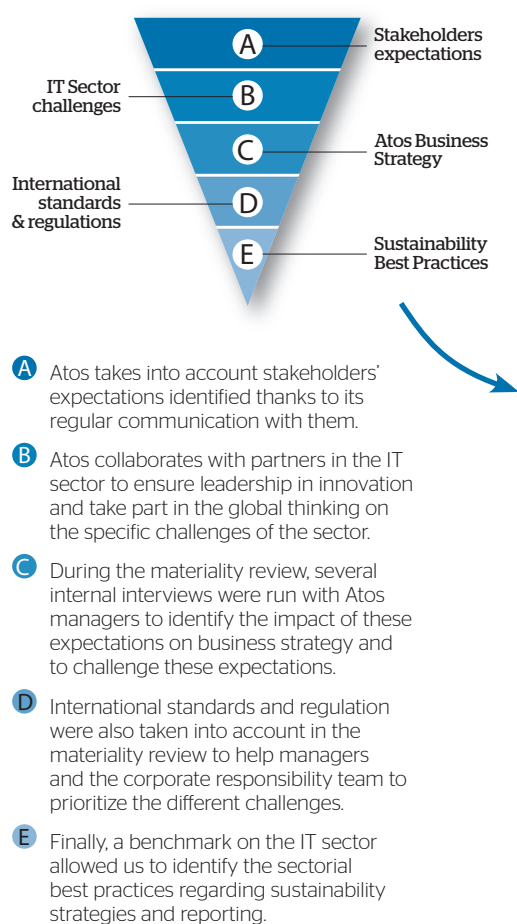 A
Stakeholders
expectations
IT Sector
challenges
B
C
Atos Business
Strategy
International
standards
& regulations
D
E
Sustainability
Best Practices
A Atos takes into account stakeholders’
expectations identified thanks to its
regular communication with them.
B Atos collaborates with partners in the IT
sector to ensure leadership in innovation
and take part in the global thinking on
the specific challenges of the sector.
C During the materiality review, several
internal interviews were run with Atos
managers to identify the impact of these
expectations on business strategy and
to challenge these expectations.
D International standards and regulation
were also taken into account in the
materiality review to help managers
and the corporate responsibility team to
prioritize the different challenges.
E Finally, a benchmark on the IT sector
allowed us to identify the sectorial
best practices regarding sustainability
strategies and reporting.